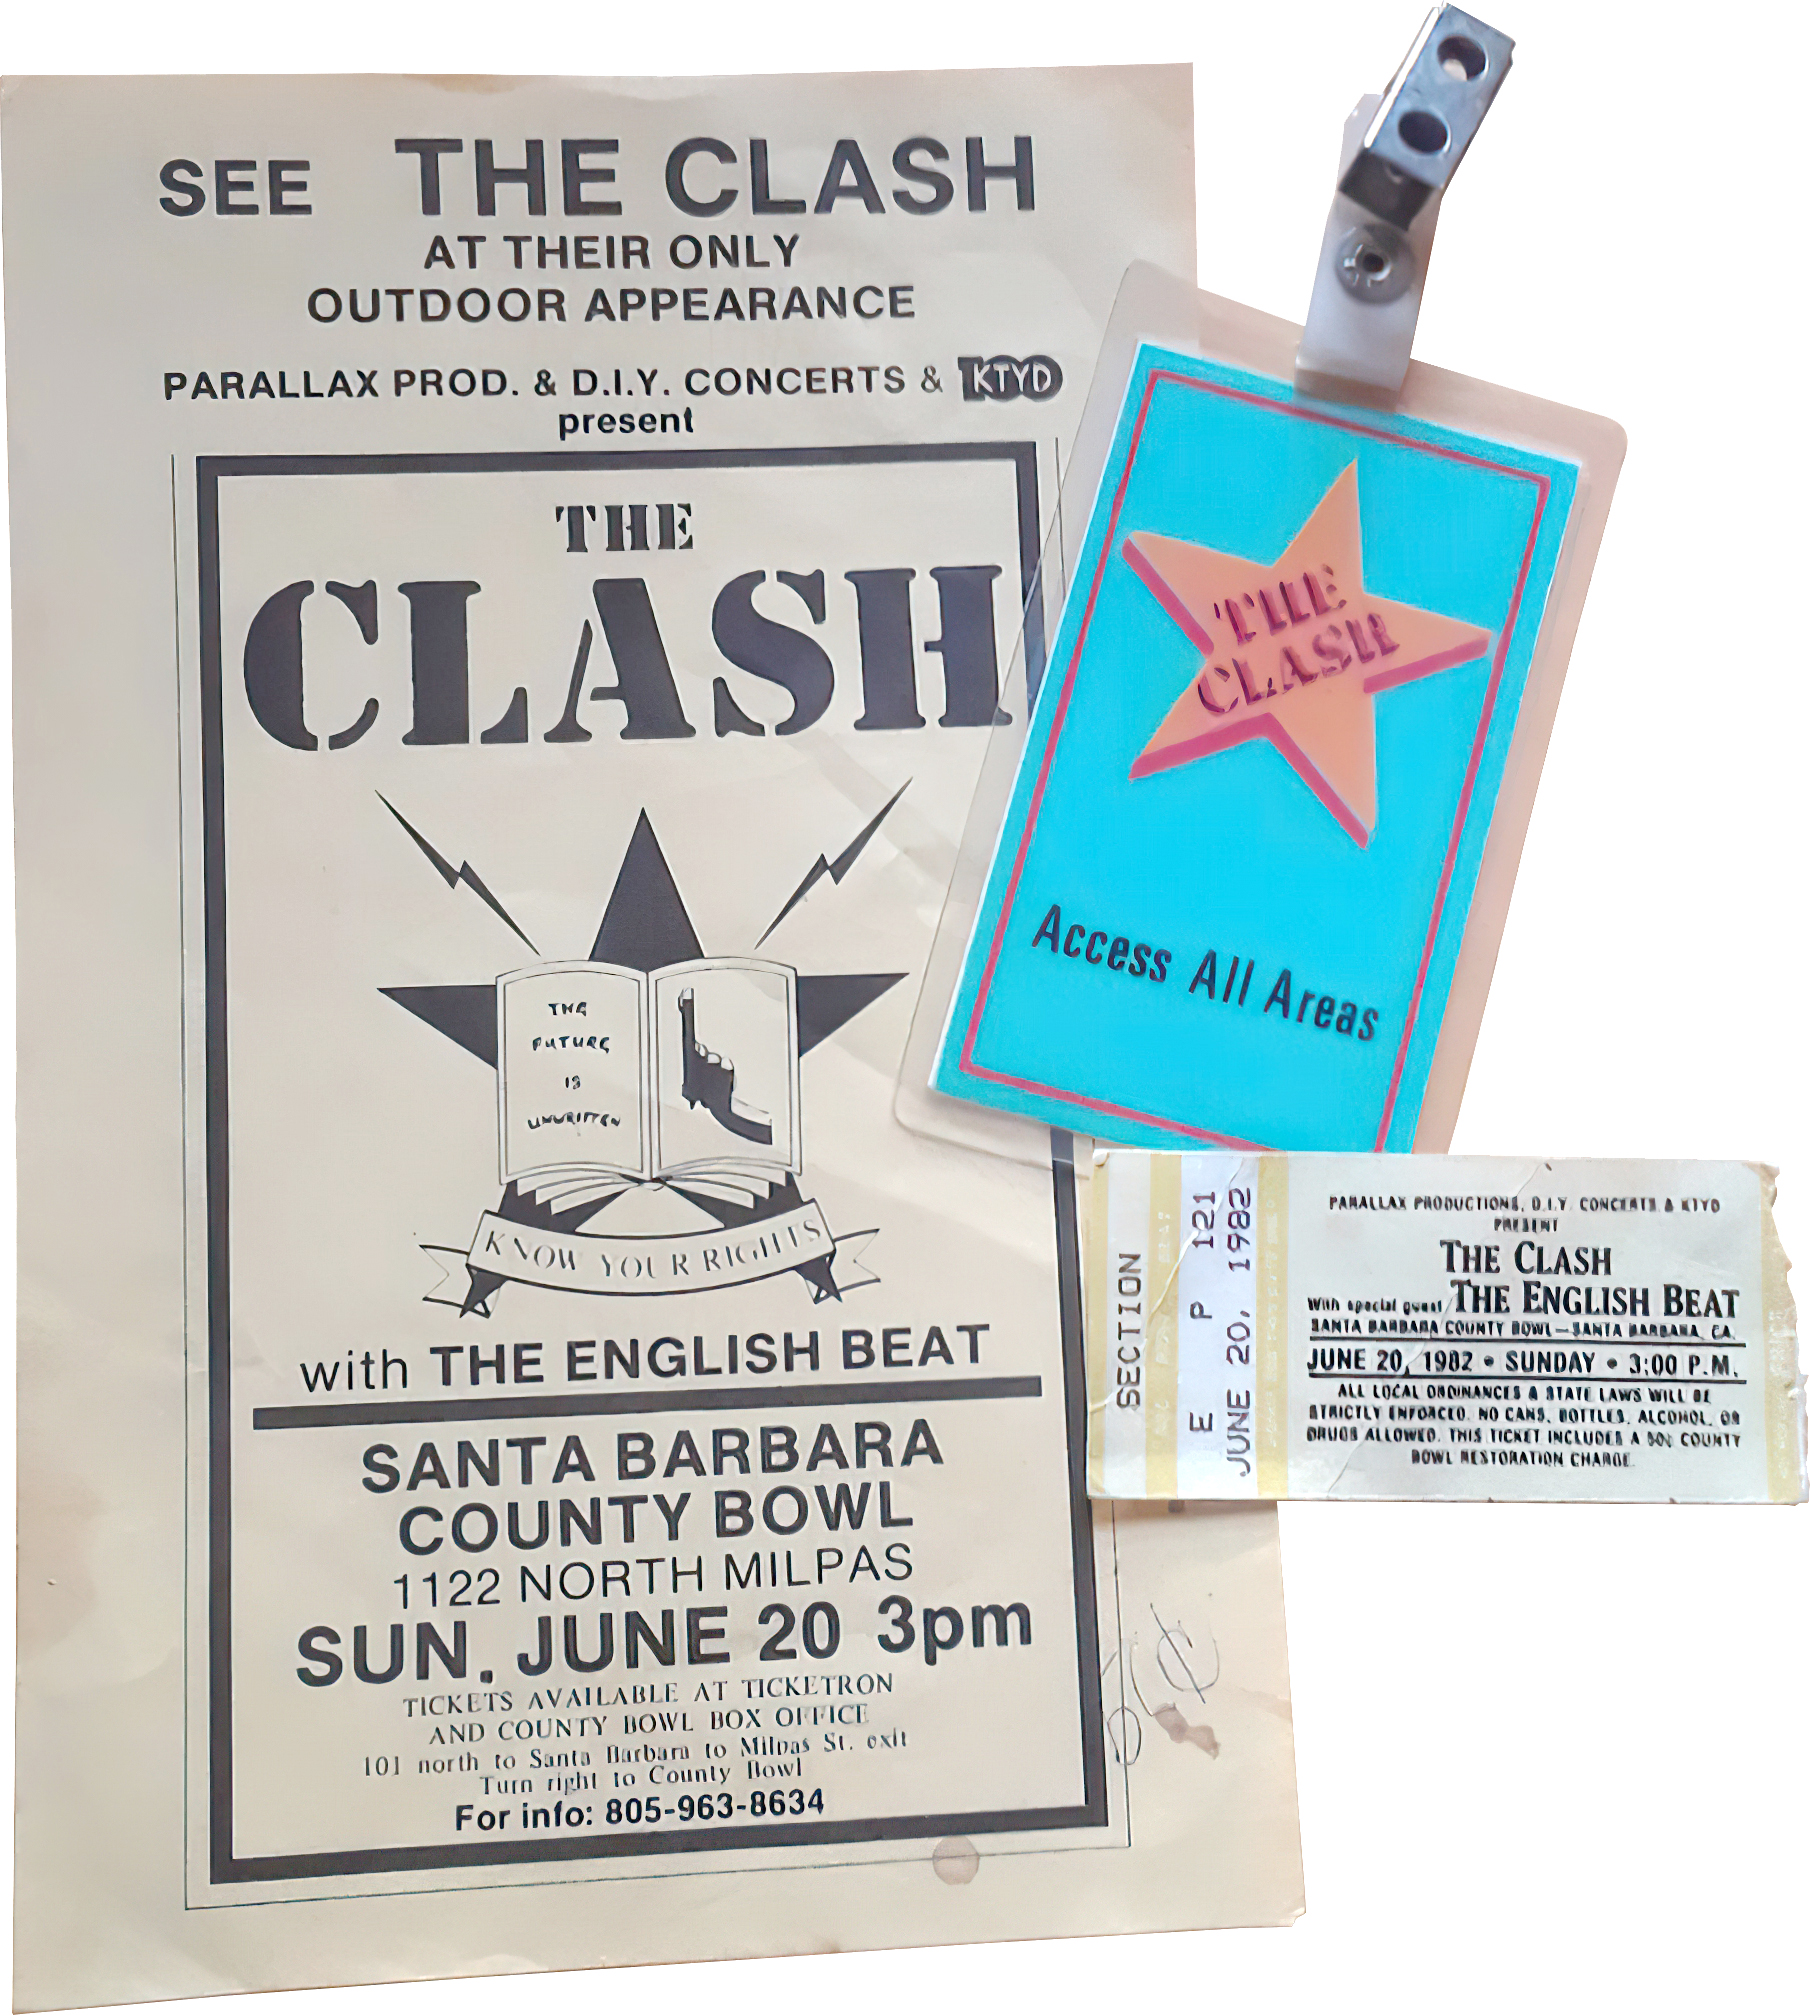 SEE THE CLASH
AT THEIR ONLY
OUTDOOR APPEARANCE
PARALLAX PROD. & D.I.Y. CONCERTS & KTYD
present
THE
CLASH
THE
FUTURE
IS
UNWRITTEN
KNOW YOUR RIGHTS
with THE ENGLISH BEAT
SANTA BARBARA
COUNTY BOWL
1122 NORTH MILPAS
SUN. JUNE 20 3pm
TICKETS AVAILABLE AT TICKETRON
AND COUNTY BOWL BOX OFFICE
101 north to Santa Barbara to Milpas St. exit
Turn right to County Bowl
For info: 805-963-8634
THE
CLASH
Access All Areas
SECTION
E P 121
JUNE 20, 1982
PARALLAX PRODUCTIONS, D.I.Y. CONCERTS & KTYD
PRESENT
THE CLASH
With special guest THE ENGLISH BEAT
SANTA BARBARA COUNTY BOWL — SANTA BARBARA, CA.
JUNE 20, 1982 • SUNDAY • 3:00 P.M.
ALL LOCAL ORDINANCES & STATE LAWS WILL BE
STRICTLY ENFORCED. NO CANS, BOTTLES, ALCOHOL, OR
DRUGS ALLOWED. THIS TICKET INCLUDES A 50¢ COUNTY
BOWL RESTORATION CHARGE.